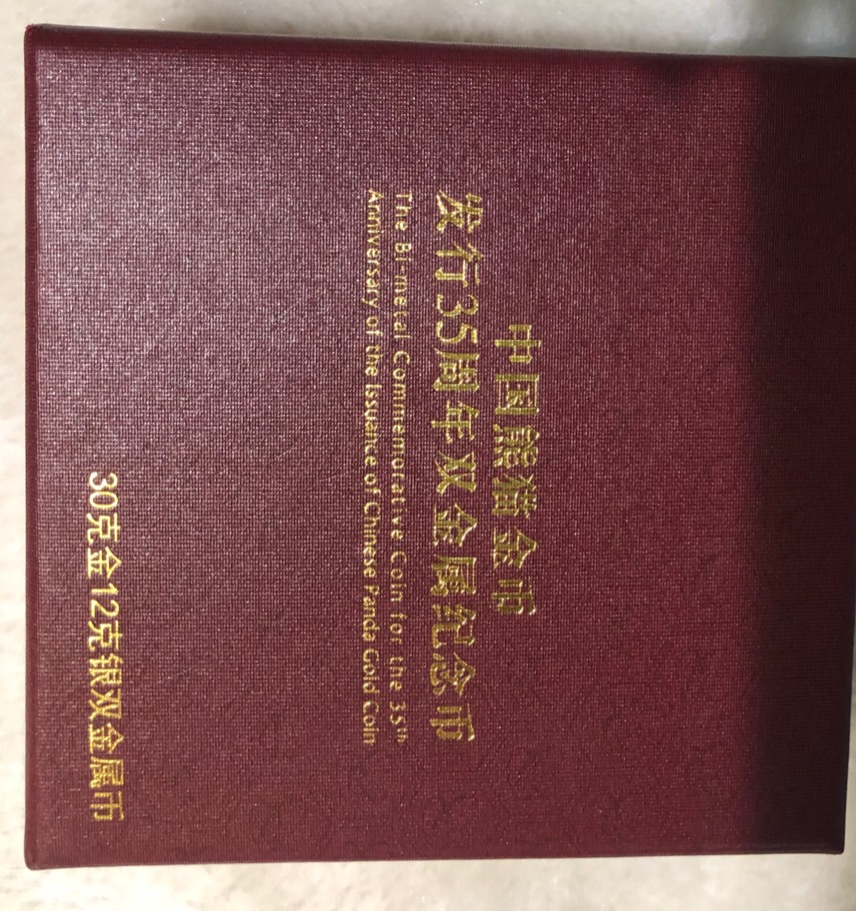 中国熊猫金币
发行35周年双金属纪念币
The Bi-metal Commemorative Coin for the 35th
Anniversary of the Issuance of Chinese Panda Gold Coin
30克金12克银双金属币